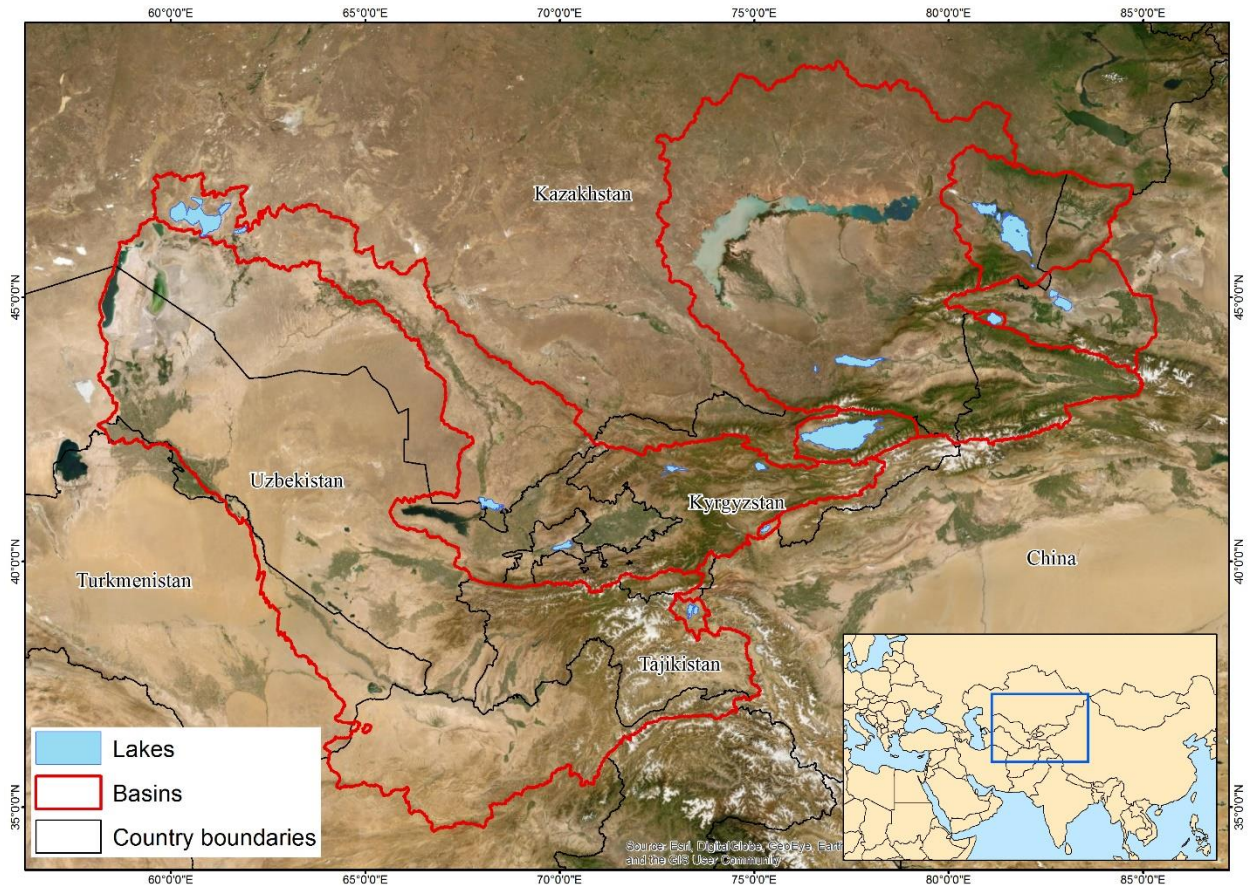 60°0'0"E 65°0'0"E 70°0'0"E 75°0'0"E 80°0'0"E 85°0'0"E
Kazakhstan
45°0'0"N 45°0'0"N
Uzbekistan
Kyrgyzstan
40°0'0"N 40°0'0"N
China
Turkmenistan
Tajikistan
35°0'0"N 35°0'0"N
Lakes
Basins
Country boundaries
Source: Esri, DigitalGlobe, GeoEye, Earth
and the GIS User Community
60°0'0"E 65°0'0"E 70°0'0"E 75°0'0"E 80°0'0"E 85°0'0"E